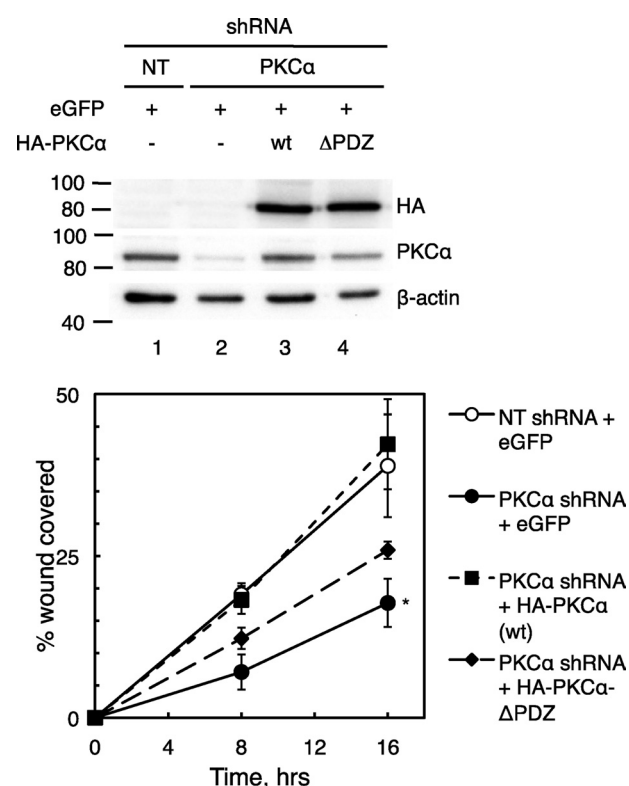 shRNA
NT PKCα
eGFP + + + +
HA-PKCα - - wt ΔPDZ
100
80 HA
100
PKCα
80
β-actin
40
1 2 3 4
50
25
0
0 4 8 12 16
% wound covered
Time, hrs
*
NT shRNA +
eGFP
PKCα shRNA
+ eGFP
PKCα shRNA
+ HA-PKCα
(wt)
PKCα shRNA
+ HA-PKCα-
ΔPDZ